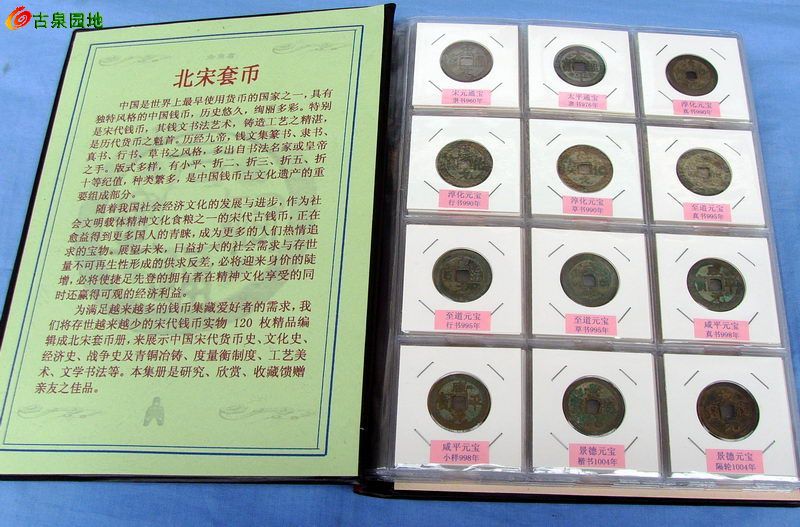 古泉园地
北宋套币
中国是世界上最早使用货币的国家之一，具有
独特风格的中国钱币，历史悠久，绚丽多彩。特别
是宋代钱币，其钱文书法艺术，铸造工艺之精湛，
是历代货币之魁首。历经九帝，钱文集篆书、隶书、
真书、行书、草书之风格，多出自书法名家或皇帝
之手。版式多样，有小平、折二、折三、折五、折
十等纪值，种类繁多，是中国钱币古文化遗产的重
要组成部分。
随着我国社会经济文化的发展与进步，作为社
会文明载体精神文化食粮之一的宋代古钱币，正在
愈益得到更多国人的青睐，成为更多的人们热情追
求的宝物。展望未来，日益扩大的社会需求与存世
量不可再生性形成的供求反差，必将迎来身价的陡
增，必将使捷足先登的拥有者在精神文化享受的同
时还赢得可观的经济利益。
为满足越来越多的钱币集藏爱好者的需求，我
们将存世越来越少的宋代钱币实物 120 枚精品编
辑成北宋套币册，来展示中国宋代货币史、文化史、
经济史、战争史及青铜冶铸、度量衡制度、工艺美
术、文学书法等。本集册是研究、欣赏、收藏馈赠
亲友之佳品。
宋元通宝
隶书960年
太平通宝
隶书976年
淳化元宝
真书990年
淳化元宝
行书990年
淳化元宝
草书990年
至道元宝
真书995年
至道元宝
行书995年
至道元宝
草书995年
咸平元宝
真书998年
咸平元宝
小样998年
景德元宝
楷书1004年
景德元宝
隔轮1004年